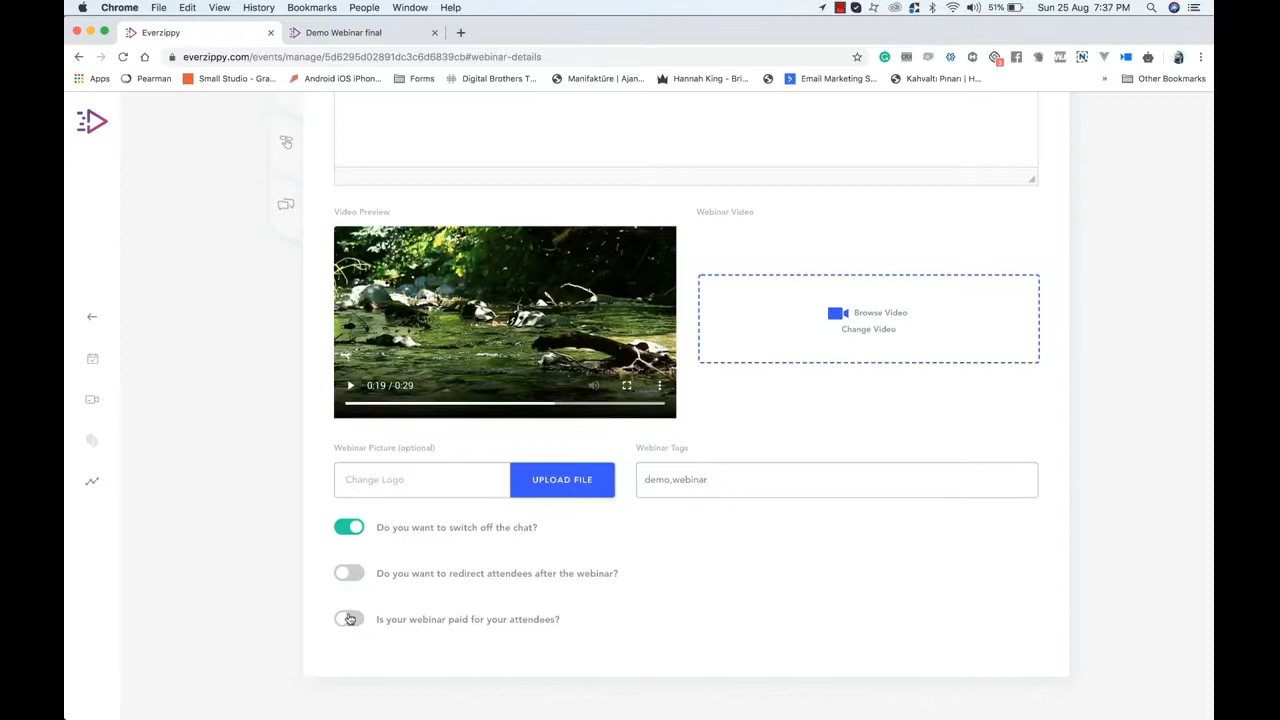 Chrome File Edit View History Bookmarks People Window Help 51% Sun 25 Aug 7:37 PM
Everzippy Demo Webinar final
everzippy.com/events/manage/5d6295d02891dc3c6d6839cb#webinar-details
Apps Pearman Small Studio - Gra... Android iOS iPhon... Forms Digital Brothers T... Manifaktüre | Ajan... Hannah King - Bri... Email Marketing S... Kahvaltı Pınarı | H... » Other Bookmarks
Video Preview Webinar Video
Browse Video
Change Video
0:19 / 0:29
Webinar Picture (optional) Webinar Tags
Change Logo UPLOAD FILE demo,webinar
Do you want to switch off the chat?
Do you want to redirect attendees after the webinar?
Is your webinar paid for your attendees?